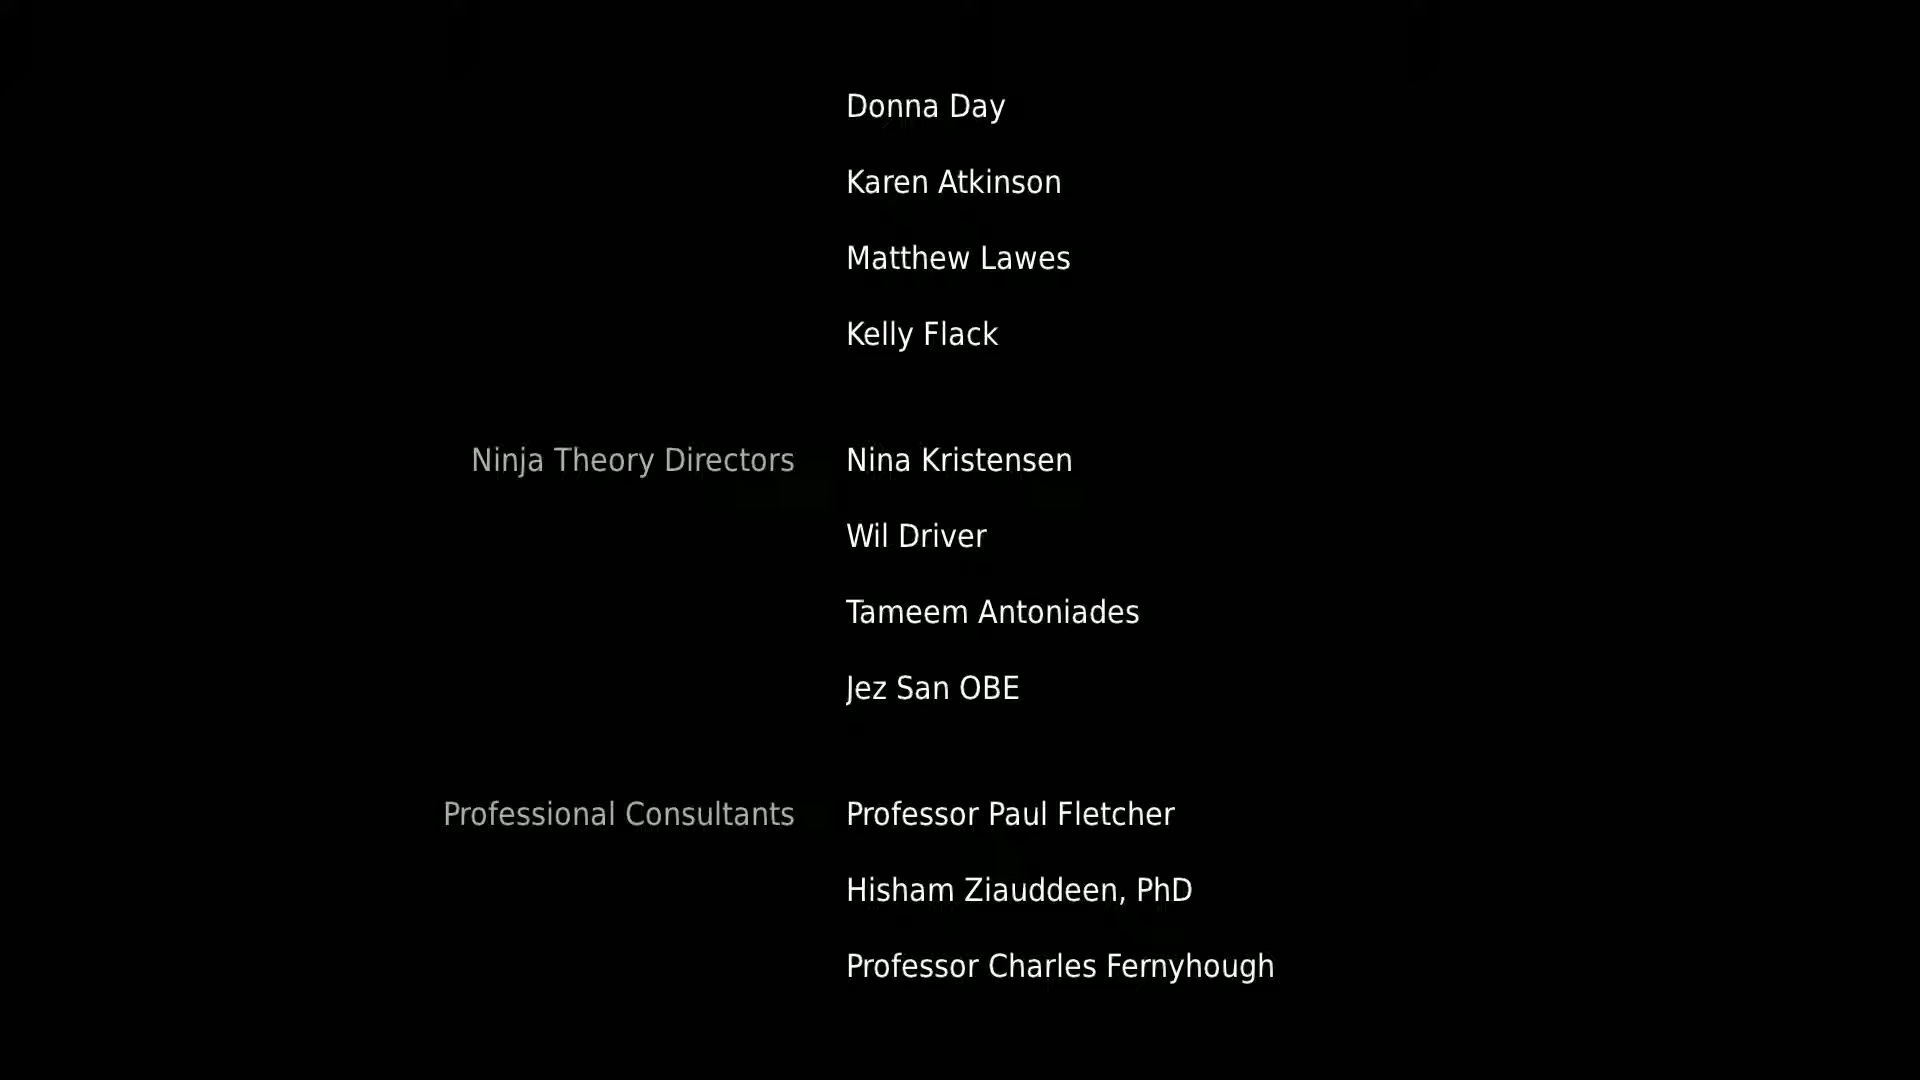 Donna Day
Karen Atkinson
Matthew Lawes
Kelly Flack
Ninja Theory Directors Nina Kristensen
Wil Driver
Tameem Antoniades
Jez San OBE
Professional Consultants Professor Paul Fletcher
Hisham Ziauddeen, PhD
Professor Charles Fernyhough